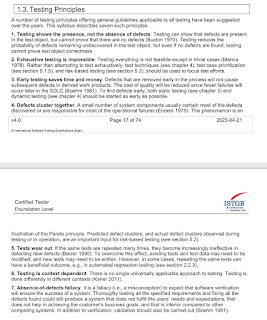 1.3. Testing Principles
A number of testing principles offering general guidelines applicable to all testing have been suggested
over the years. This syllabus describes seven such principles.
1. Testing shows the presence, not the absence of defects. Testing can show that defects are present
in the test object, but cannot prove that there are no defects (Buxton 1970). Testing reduces the
probability of defects remaining undiscovered in the test object, but even if no defects are found, testing
cannot prove test object correctness.
2. Exhaustive testing is impossible. Testing everything is not feasible except in trivial cases (Manna
1978). Rather than attempting to test exhaustively, test techniques (see chapter 4), test case prioritization
(see section 5.1.5), and risk-based testing (see section 5.2), should be used to focus test efforts.
3. Early testing saves time and money. Defects that are removed early in the process will not cause
subsequent defects in derived work products. The cost of quality will be reduced since fewer failures will
occur later in the SDLC (Boehm 1981). To find defects early, both static testing (see chapter 3) and
dynamic testing (see chapter 4) should be started as early as possible.
4. Defects cluster together. A small number of system components usually contain most of the defects
discovered or are responsible for most of the operational failures (Enders 1975). This phenomenon is an
v4.0 Page 17 of 74 2023-04-21
© International Software Testing Qualifications Board
Certified Tester
Foundation Level
ISTQB
illustration of the Pareto principle. Predicted defect clusters, and actual defect clusters observed during
testing or in operation, are an important input for risk-based testing (see section 5.2).
5. Tests wear out. If the same tests are repeated many times, they become increasingly ineffective in
detecting new defects (Beizer 1990). To overcome this effect, existing tests and test data may need to be
modified, and new tests may need to be written. However, in some cases, repeating the same tests can
have a beneficial outcome, e.g., in automated regression testing (see section 2.2.3).
6. Testing is context dependent. There is no single universally applicable approach to testing. Testing is
done differently in different contexts (Kaner 2011).
7. Absence-of-defects fallacy. It is a fallacy (i.e., a misconception) to expect that software verification
will ensure the success of a system. Thoroughly testing all the specified requirements and fixing all the
defects found could still produce a system that does not fulfill the users' needs and expectations, that
does not help in achieving the customer's business goals, and that is inferior compared to other
competing systems. In addition to verification, validation should also be carried out (Boehm 1981).